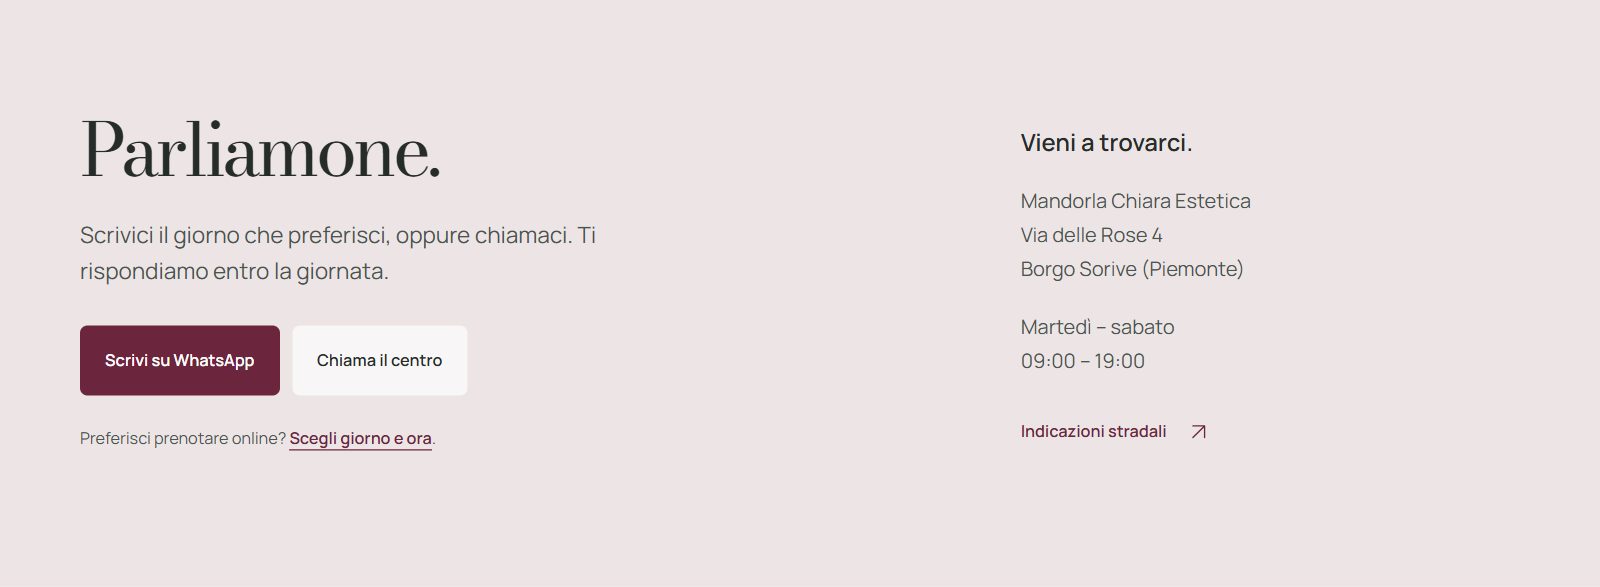 Parliamone.
Scrivici il giorno che preferisci, oppure chiamaci. Ti
rispondiamo entro la giornata.
Scrivi su WhatsApp
Chiama il centro
Preferisci prenotare online? Scegli giorno e ora.
Vieni a trovarci.
Mandorla Chiara Estetica
Via delle Rose 4
Borgo Sorive (Piemonte)
Martedì – sabato
09:00 – 19:00
Indicazioni stradali